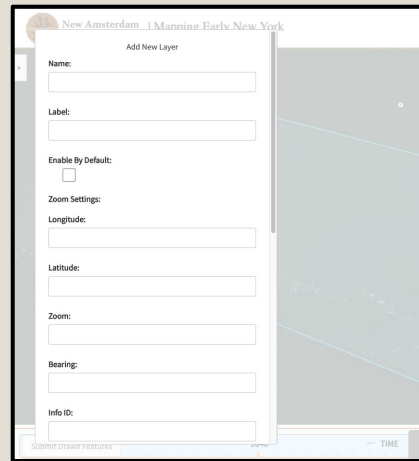 New Amsterdam | Mapping Early New York
Add New Layer
Name:
Label:
Enable By Default:
Zoom Settings:
Longitude:
Latitude:
Zoom:
Bearing:
Info ID:
Submit Drawn Features
TIME